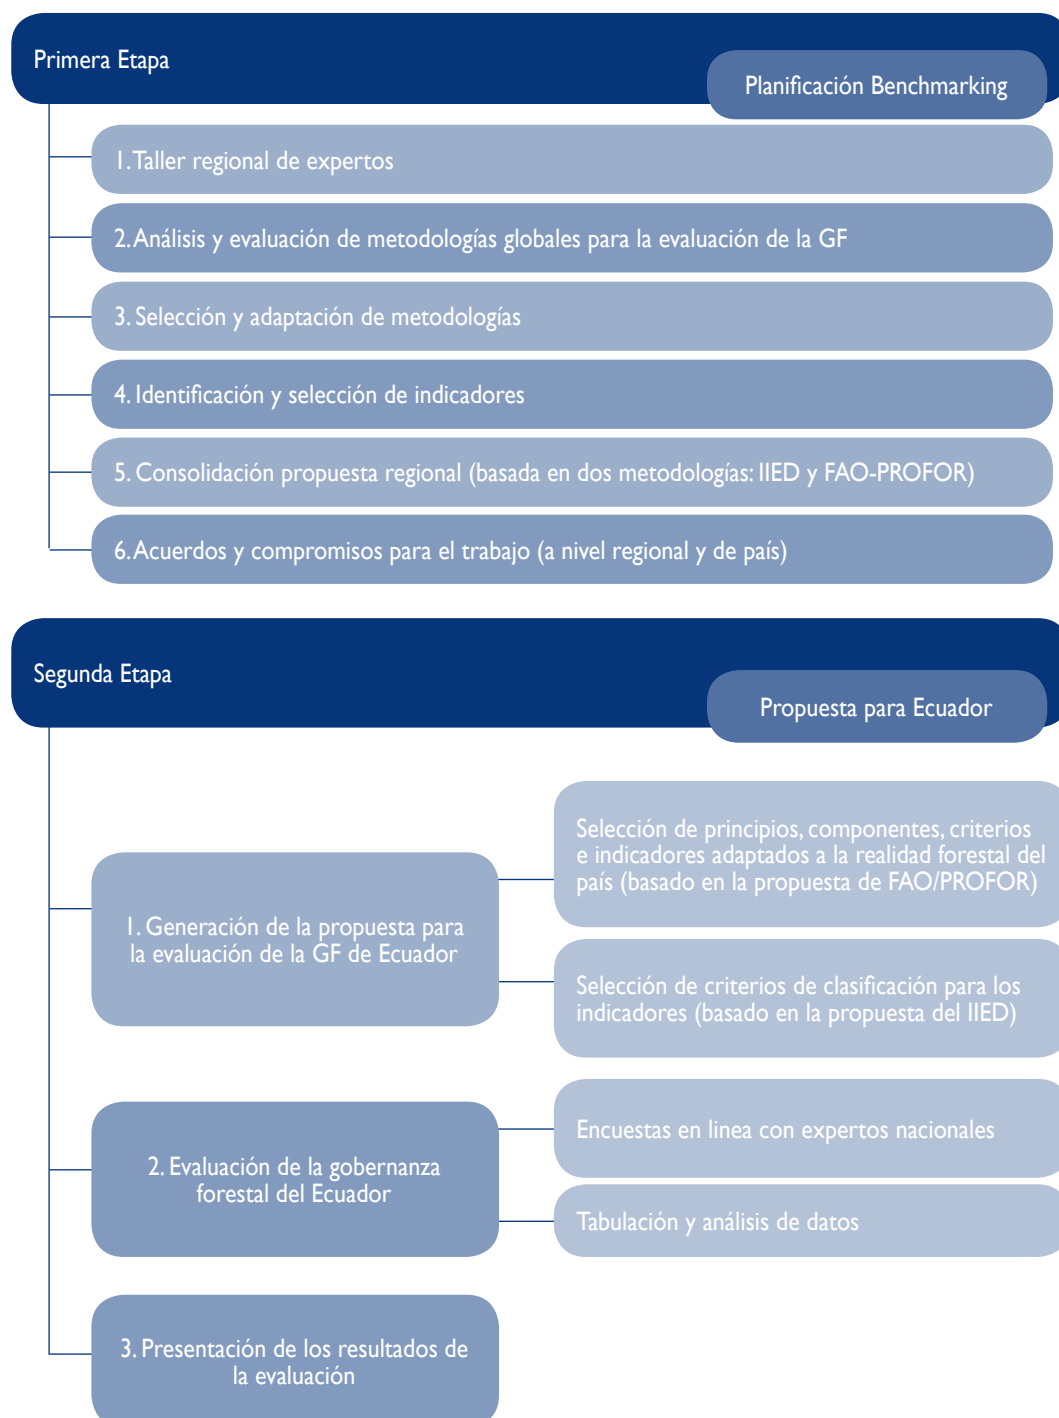 Primera Etapa
Planificación Benchmarking
1. Taller regional de expertos
2. Análisis y evaluación de metodologías globales para la evaluación de la GF
3. Selección y adaptación de metodologías
4. Identificación y selección de indicadores
5. Consolidación propuesta regional (basada en dos metodologías: IIED y FAO-PROFOR)
6. Acuerdos y compromisos para el trabajo (a nivel regional y de país)
Segunda Etapa
Propuesta para Ecuador
1. Generación de la propuesta para
la evaluación de la GF de Ecuador
Selección de principios, componentes, criterios
e indicadores adaptados a la realidad forestal del
país (basado en la propuesta de FAO/PROFOR)
Selección de criterios de clasificación para los
indicadores (basado en la propuesta del IIED)
2. Evaluación de la gobernanza
forestal del Ecuador
Encuestas en linea con expertos nacionales
Tabulación y análisis de datos
3. Presentación de los resultados de
la evaluación